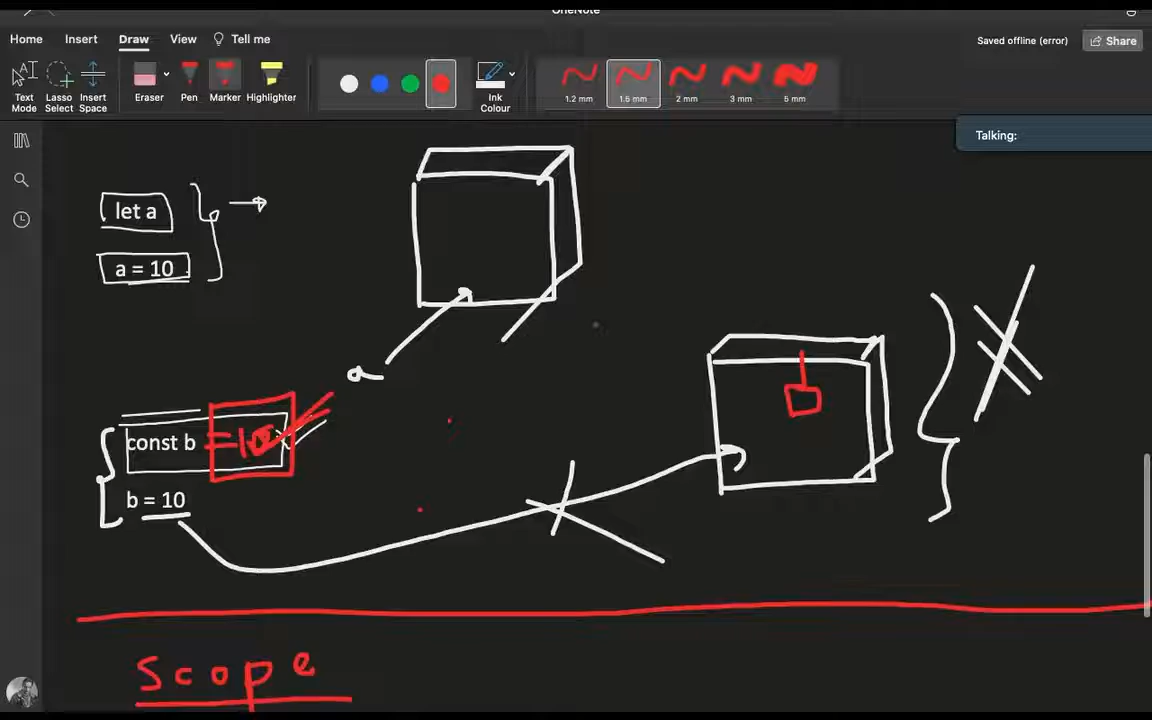 OneNote
Home Insert Draw View Tell me
Saved offline (error) Share
Text Mode
Lasso Select
Insert Space
Eraser
Pen
Marker
Highlighter
Ink Colour
1.2 mm 1.5 mm 2 mm 3 mm 5 mm
Talking:
let a
a = 10
a
const b = 10
b = 10
Scope